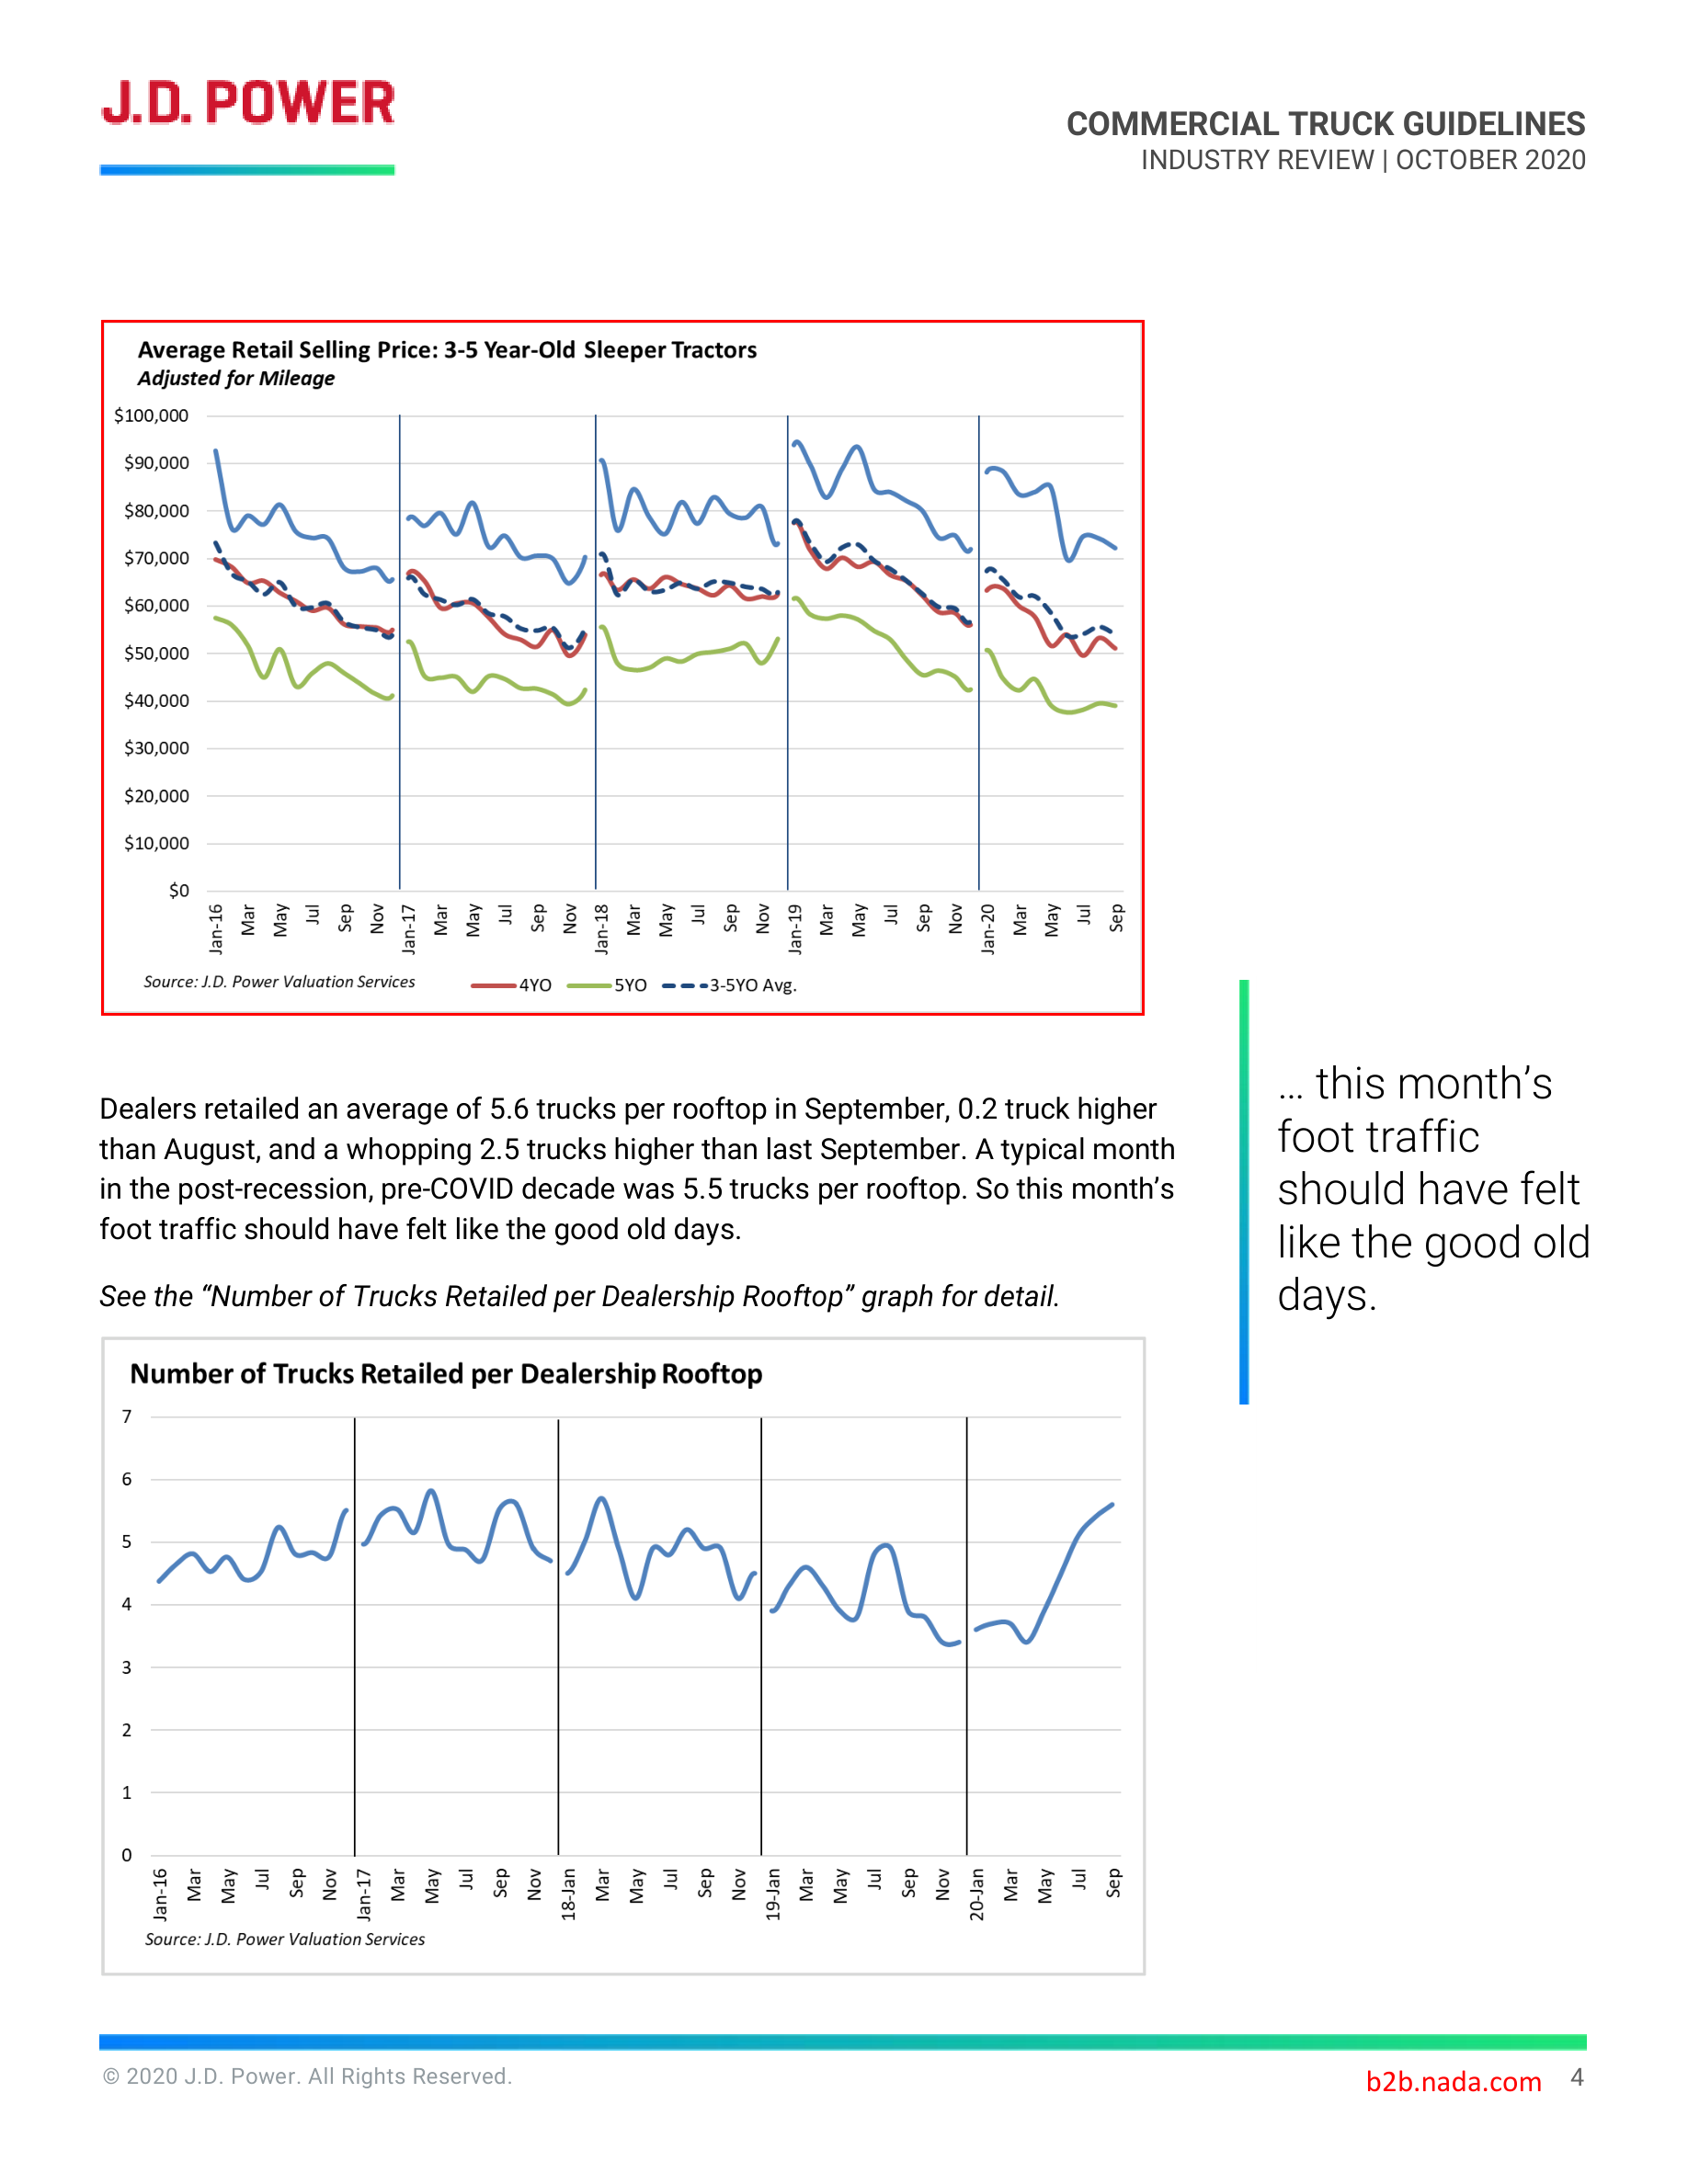 J.D. POWER
COMMERCIAL TRUCK GUIDELINES
INDUSTRY REVIEW | OCTOBER 2020
Average Retail Selling Price: 3-5 Year-Old Sleeper Tractors
Adjusted for Mileage
$100,000
$90,000
$80,000
$70,000
$60,000
$50,000
$40,000
$30,000
$20,000
$10,000
$0
Jan-16 Mar May Jul Sep Nov Jan-17 Mar May Jul Sep Nov Jan-18 Mar May Jul Sep Nov Jan-19 Mar May Jul Sep Nov Jan-20 Mar May Jul Sep
Source: J.D. Power Valuation Services
4YO 5YO 3-5YO Avg.
Dealers retailed an average of 5.6 trucks per rooftop in September, 0.2 truck higher
than August, and a whopping 2.5 trucks higher than last September. A typical month
in the post-recession, pre-COVID decade was 5.5 trucks per rooftop. So this month’s
foot traffic should have felt like the good old days.
See the “Number of Trucks Retailed per Dealership Rooftop” graph for detail.
… this month’s
foot traffic
should have felt
like the good old
days.
Number of Trucks Retailed per Dealership Rooftop
7
6
5
4
3
2
1
0
Jan-16 Mar May Jul Sep Nov Jan-17 Mar May Jul Sep Nov 18-Jan Mar May Jul Sep Nov 19-Jan Mar May Jul Sep Nov 20-Jan Mar May Jul Sep
Source: J.D. Power Valuation Services
© 2020 J.D. Power. All Rights Reserved.
b2b.nada.com 4